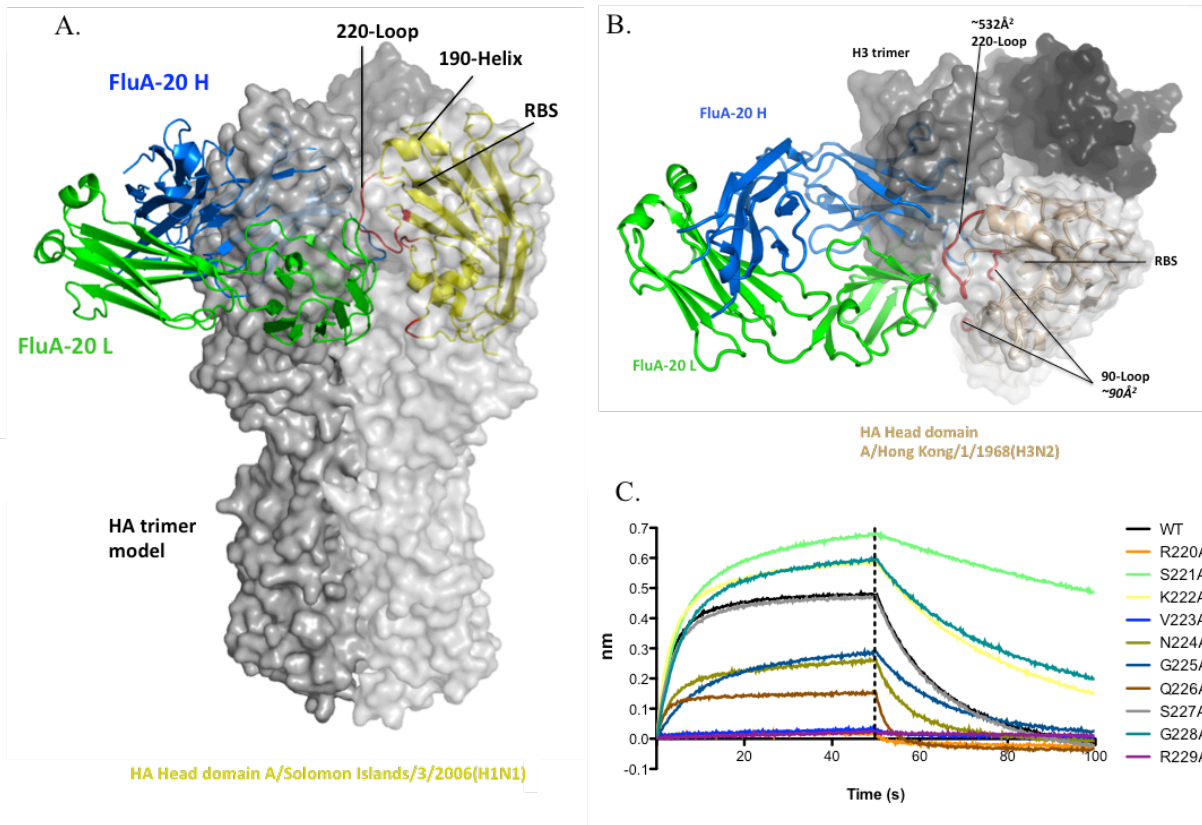 A.
220-Loop
190-Helix
RBS
FluA-20 H
FluA-20 L
HA trimer
model
HA Head domain A/Solomon Islands/3/2006(H1N1)
B.
~532Å²
220-Loop
H3 trimer
FluA-20 H
RBS
FluA-20 L
90-Loop
~90Å²
HA Head domain
A/Hong Kong/1/1968(H3N2)
C.
0.7
0.6
0.5
0.4
0.3
0.2
0.1
0.0
-0.1
nm
20
40
60
80
100
Time (s)
WT
R220A
S221A
K222A
V223A
N224A
G225A
Q226A
S227A
G228A
R229A